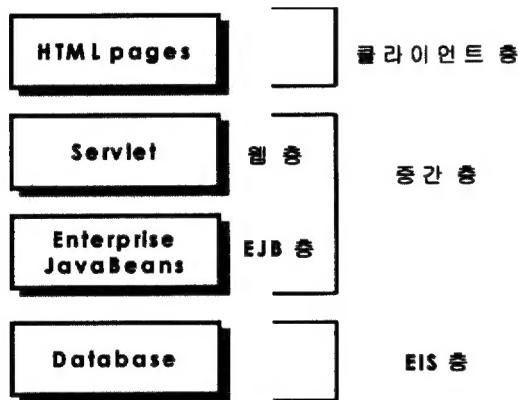 HTML pages
클라이언트 층
Servlet
웹 층
중간 층
Enterprise
JavaBeans
EJB 층
Database
EIS 층